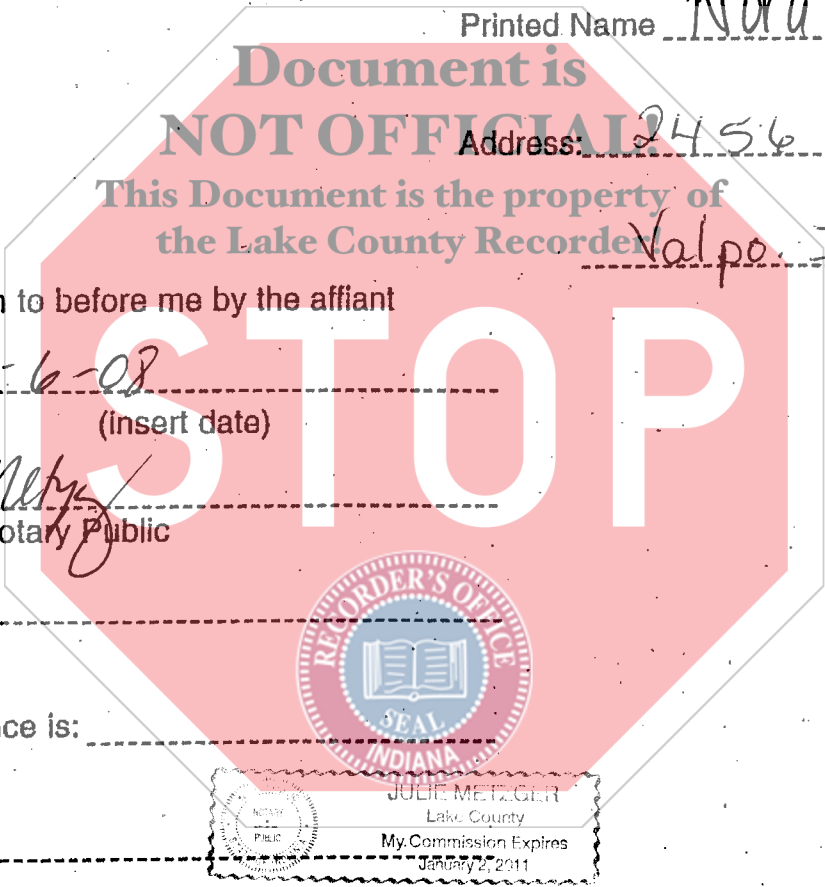 Printed Name
Document is
NOT OFFICIAL!
Address: 2456
This Document is the property of
the Lake County Recorder!
Valpo.
to before me by the affiant
- 6-08
(insert date)
STOP
otary Public
RECORDER'S OFFICE
SEAL
INDIANA
ce is:
JULIE METZGER
Lake County
NOTARY
PUBLIC
My Commission Expires
January 2, 2011